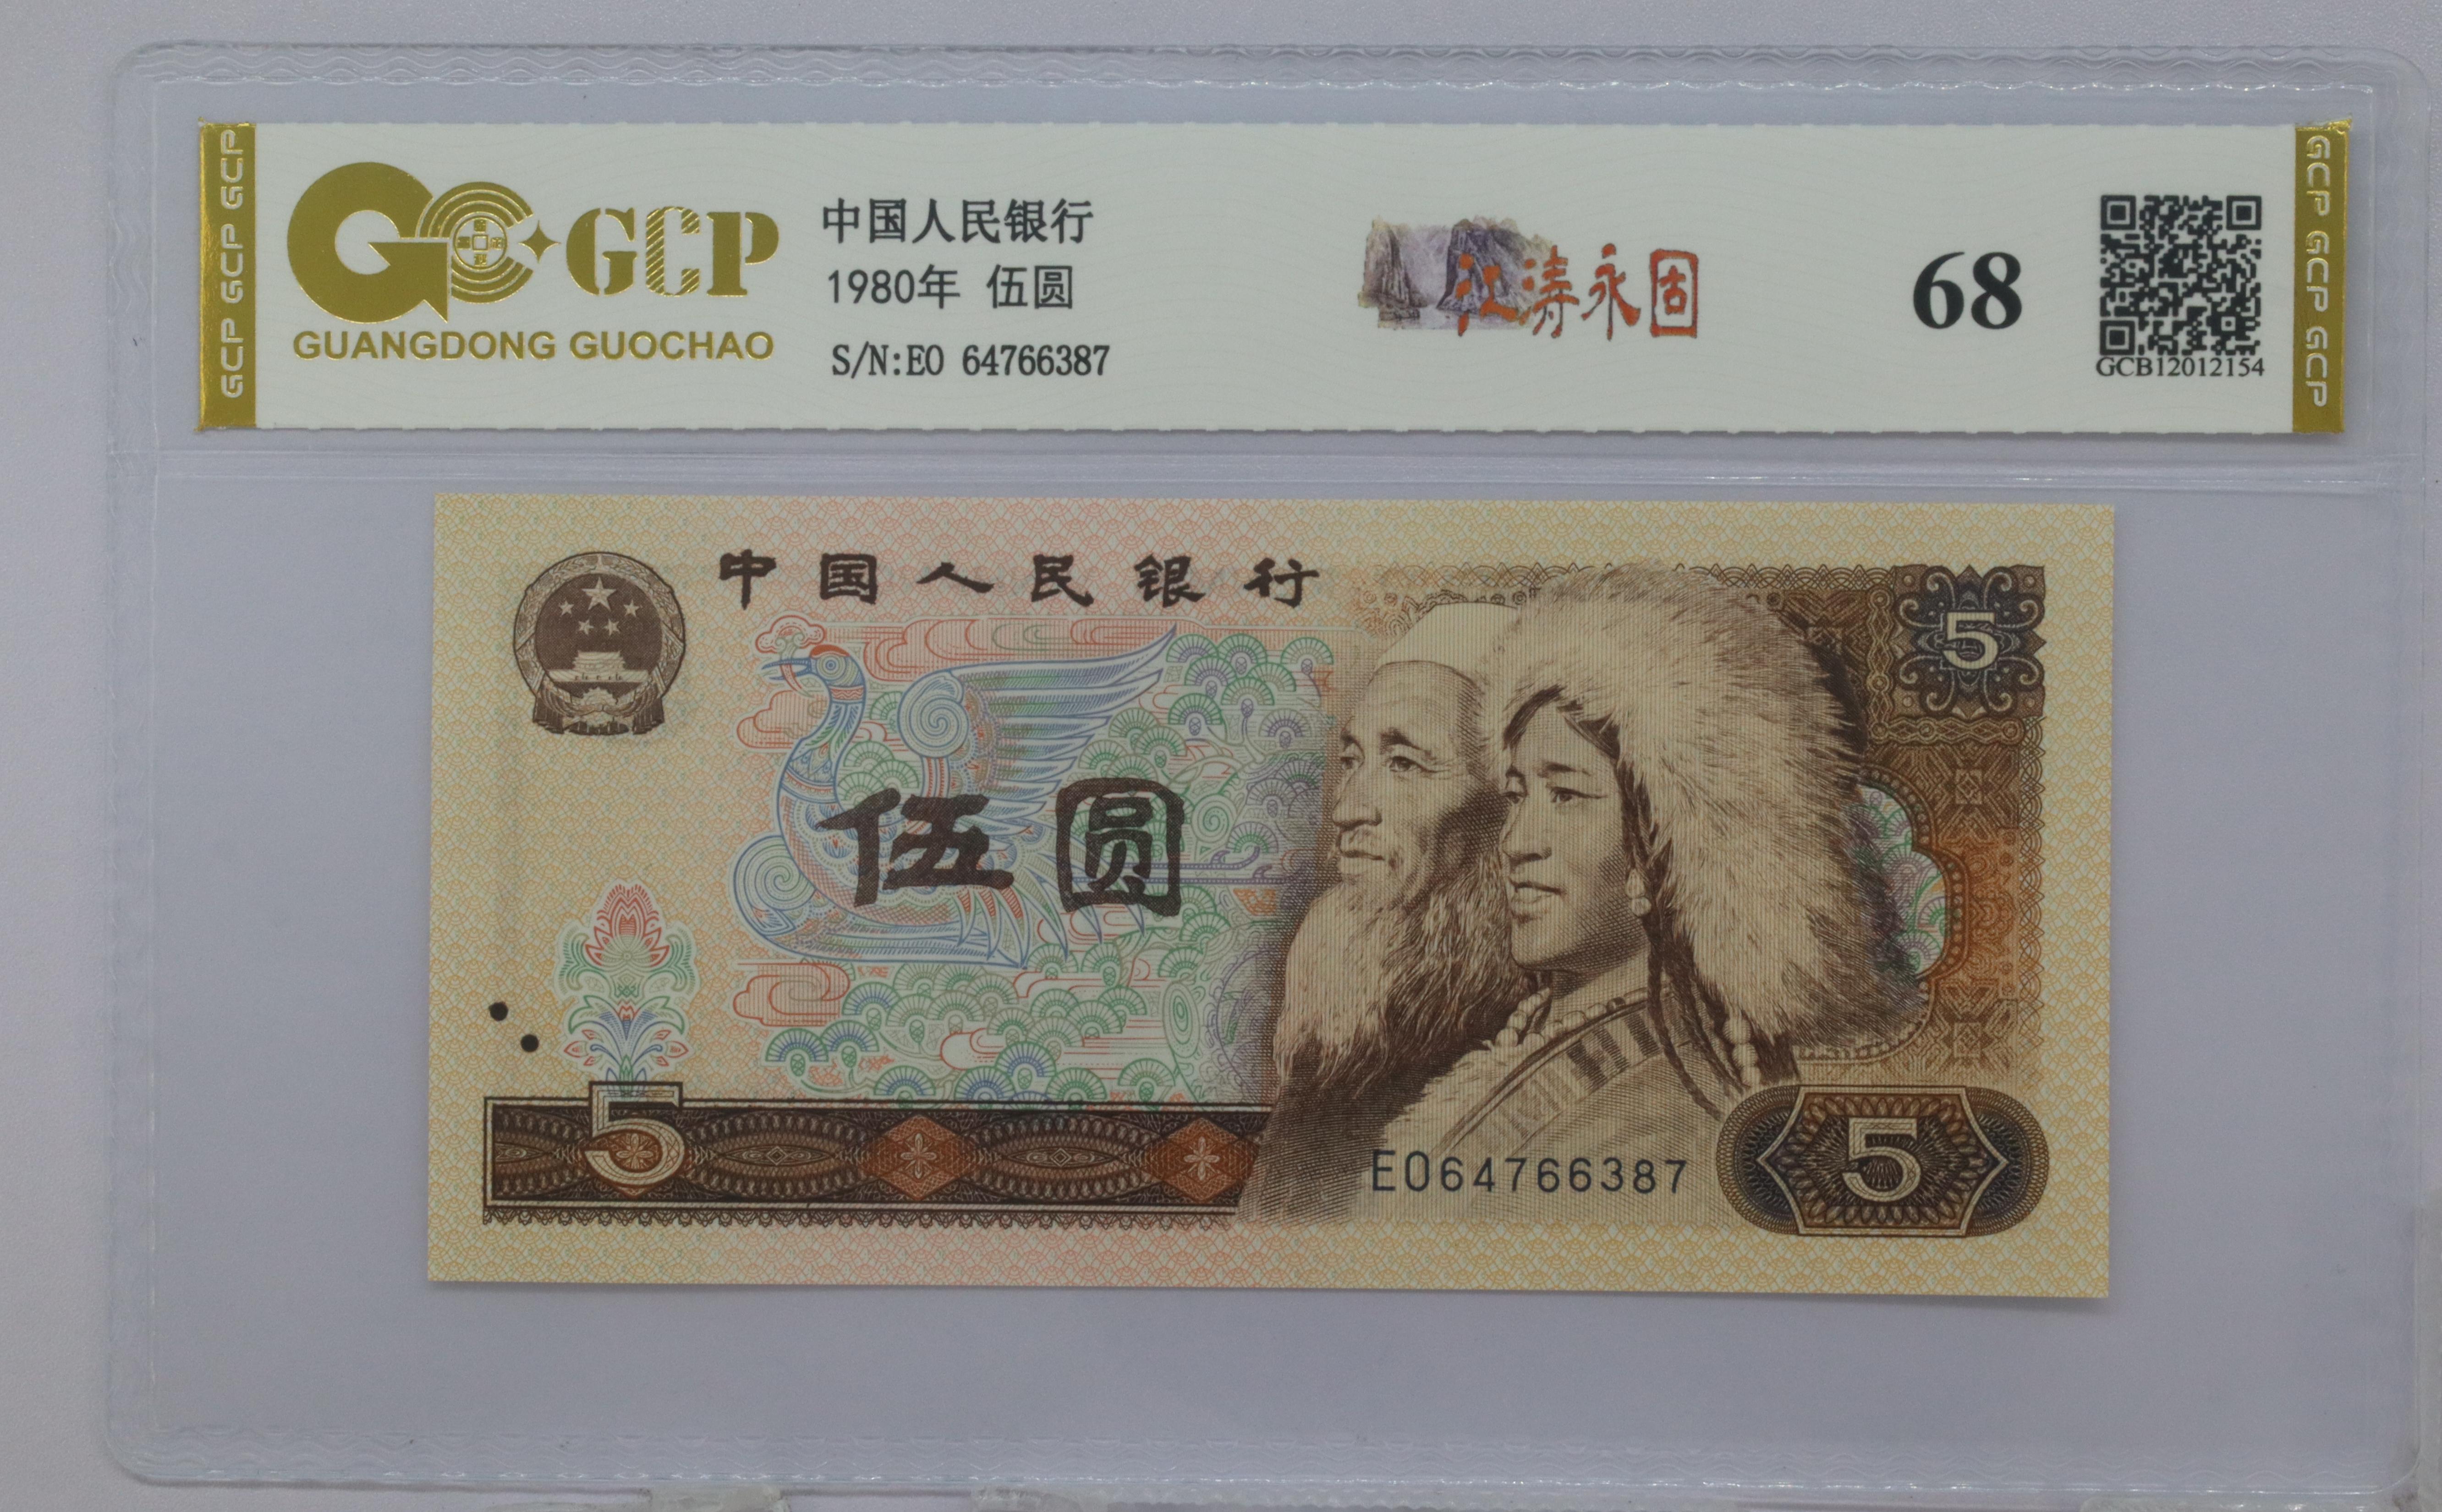 GCP GCP GCP
GCP
GUANGDONG GUOCHAO
中国人民银行
1980年 伍圆
S/N:EO 64766387
江涛永固
68
GCB12012154
GCP GCP GCP
中国人民银行
5
伍圆
5
EO64766387
5